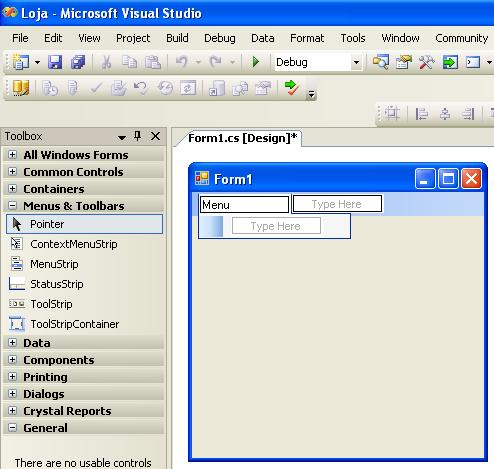 Loja - Microsoft Visual Studio
File Edit View Project Build Debug Data Format Tools Window Community
Debug
Toolbox
Form1.cs [Design]*
All Windows Forms
Common Controls
Containers
Menus & Toolbars
Pointer
ContextMenuStrip
MenuStrip
StatusStrip
ToolStrip
ToolStripContainer
Data
Components
Printing
Dialogs
Crystal Reports
General
There are no usable controls
Form1
Menu Type Here
Type Here